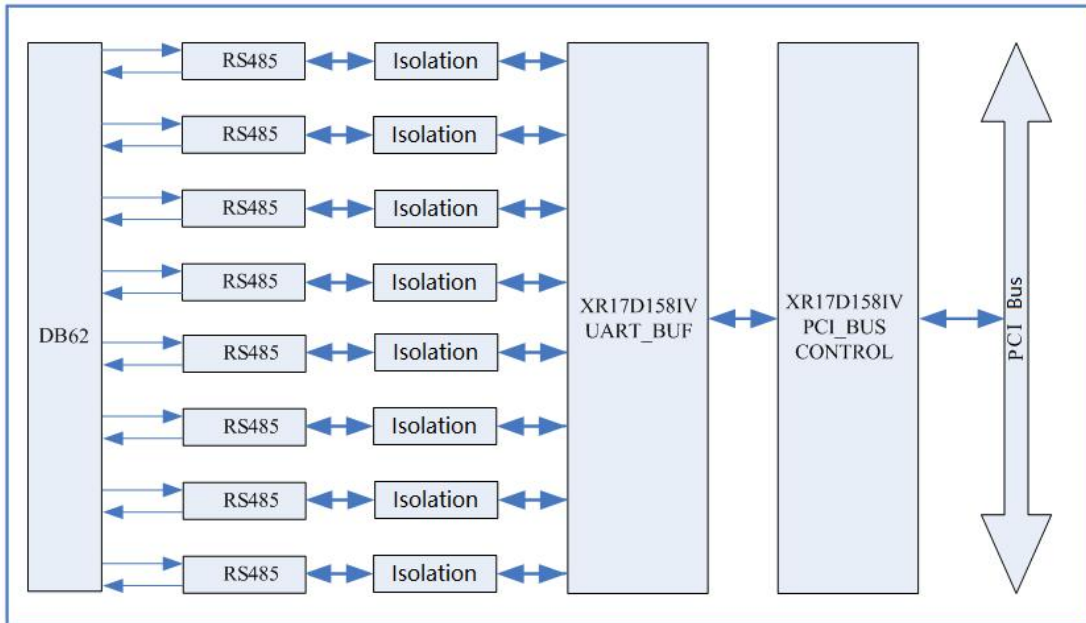 DB62
RS485
Isolation
RS485
Isolation
RS485
Isolation
RS485
Isolation
RS485
Isolation
RS485
Isolation
RS485
Isolation
RS485
Isolation
XR17D158IV
UART_BUF
XR17D158IV
PCI_BUS
CONTROL
PCI Bus